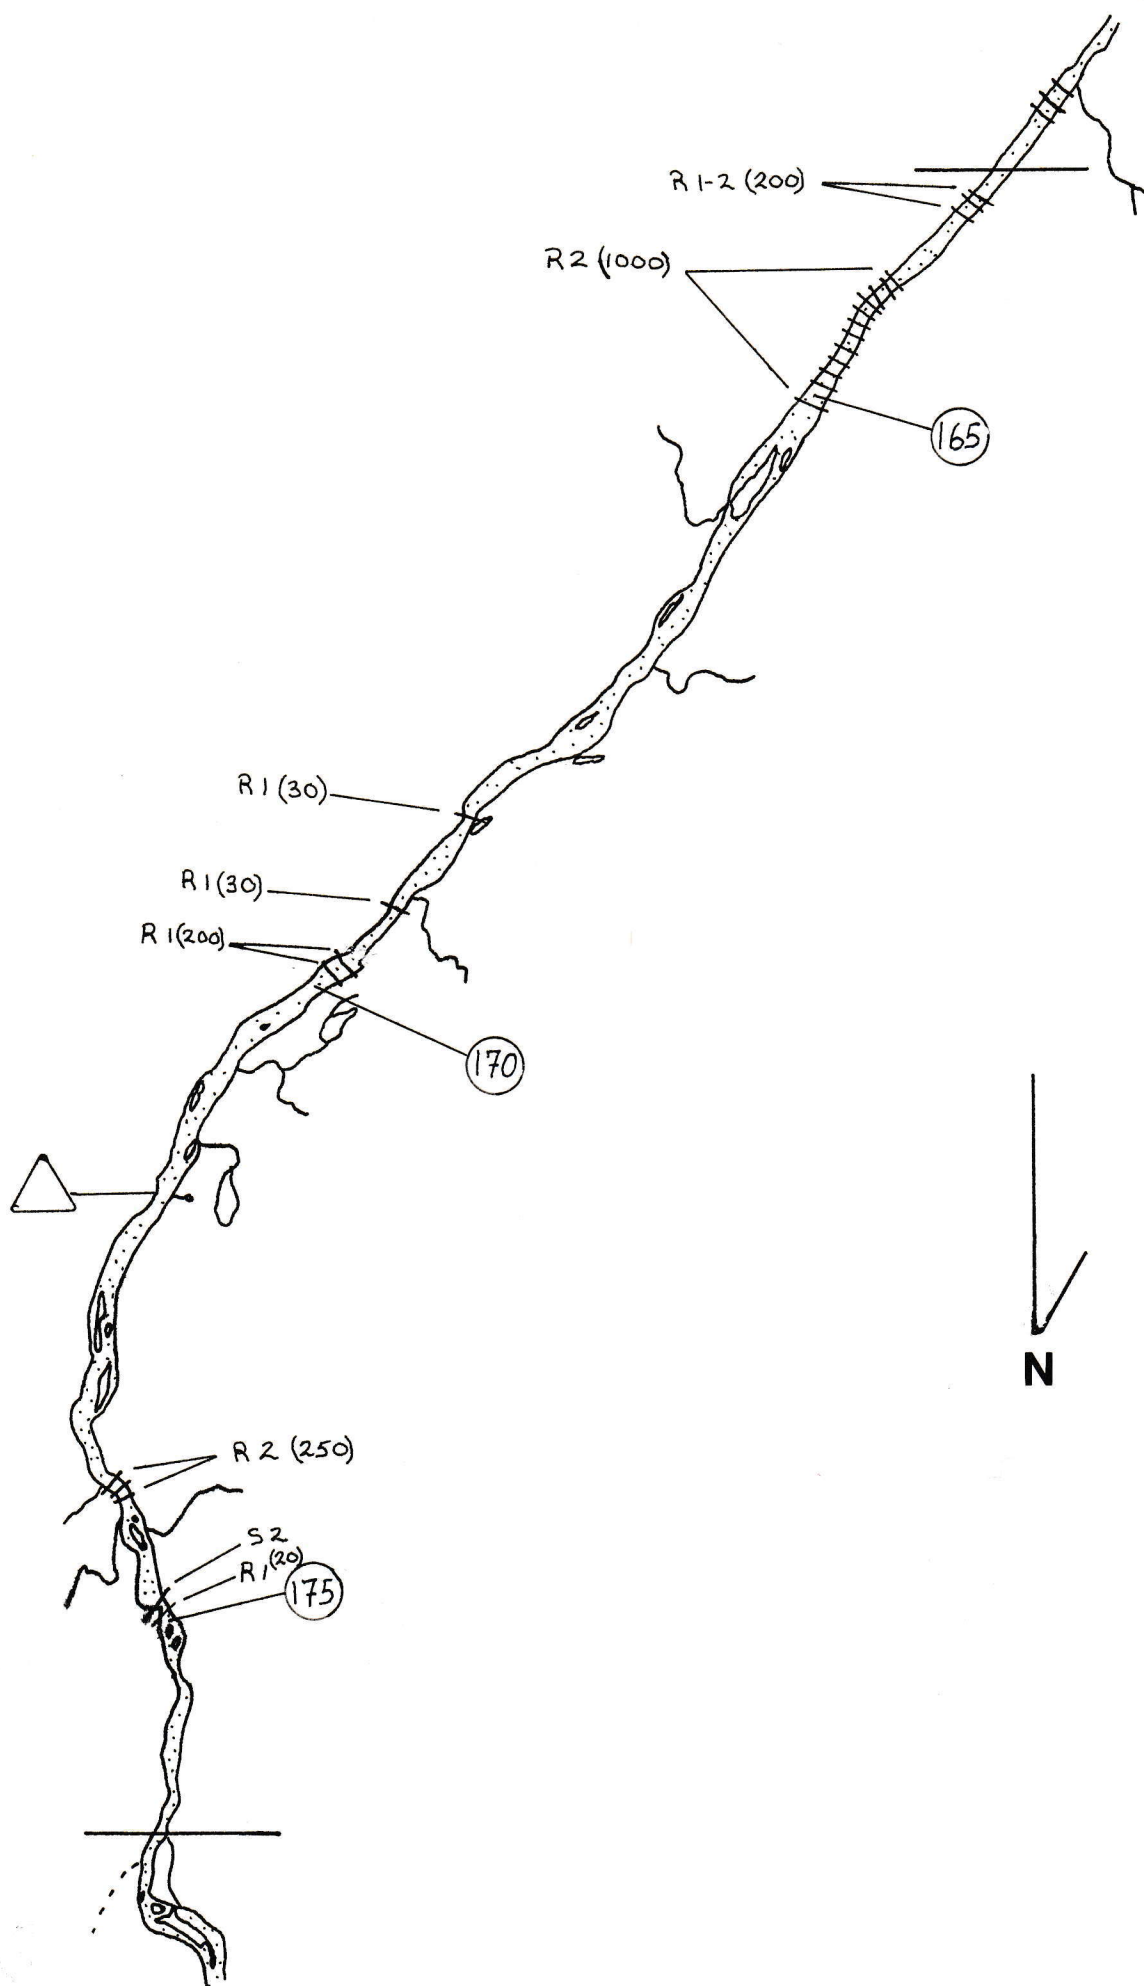 R 1-2 (200)
R 2 (1000)
165
R 1 (30)
R 1 (30)
R 1 (200)
170
N
R 2 (250)
S 2
R 1 (20)
175